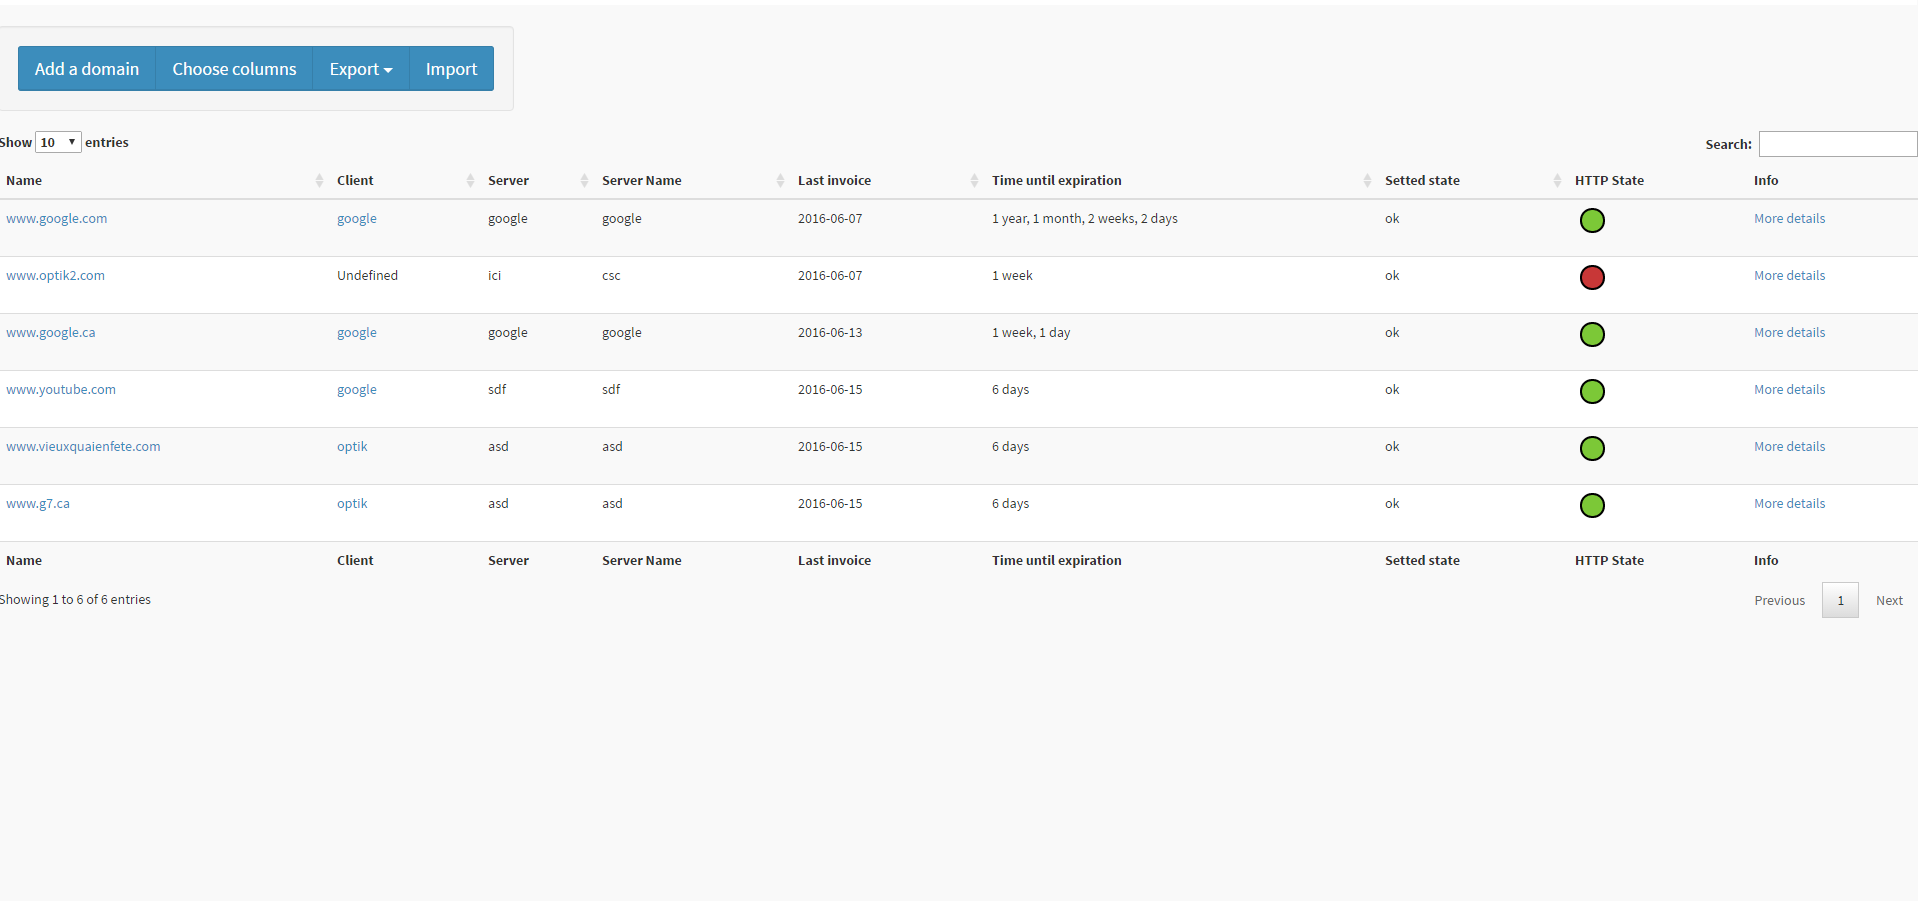 Add a domain Choose columns Export Import
Show 10 entries Search:
Name Client Server Server Name Last invoice Time until expiration Setted state HTTP State Info
www.google.com google google google 2016-06-07 1 year, 1 month, 2 weeks, 2 days ok More details
www.optik2.com Undefined ici csc 2016-06-07 1 week ok More details
www.google.ca google google google 2016-06-13 1 week, 1 day ok More details
www.youtube.com google sdf sdf 2016-06-15 6 days ok More details
www.vieuxquaienfete.com optik asd asd 2016-06-15 6 days ok More details
www.g7.ca optik asd asd 2016-06-15 6 days ok More details
Name Client Server Server Name Last invoice Time until expiration Setted state HTTP State Info
Showing 1 to 6 of 6 entries Previous 1 Next